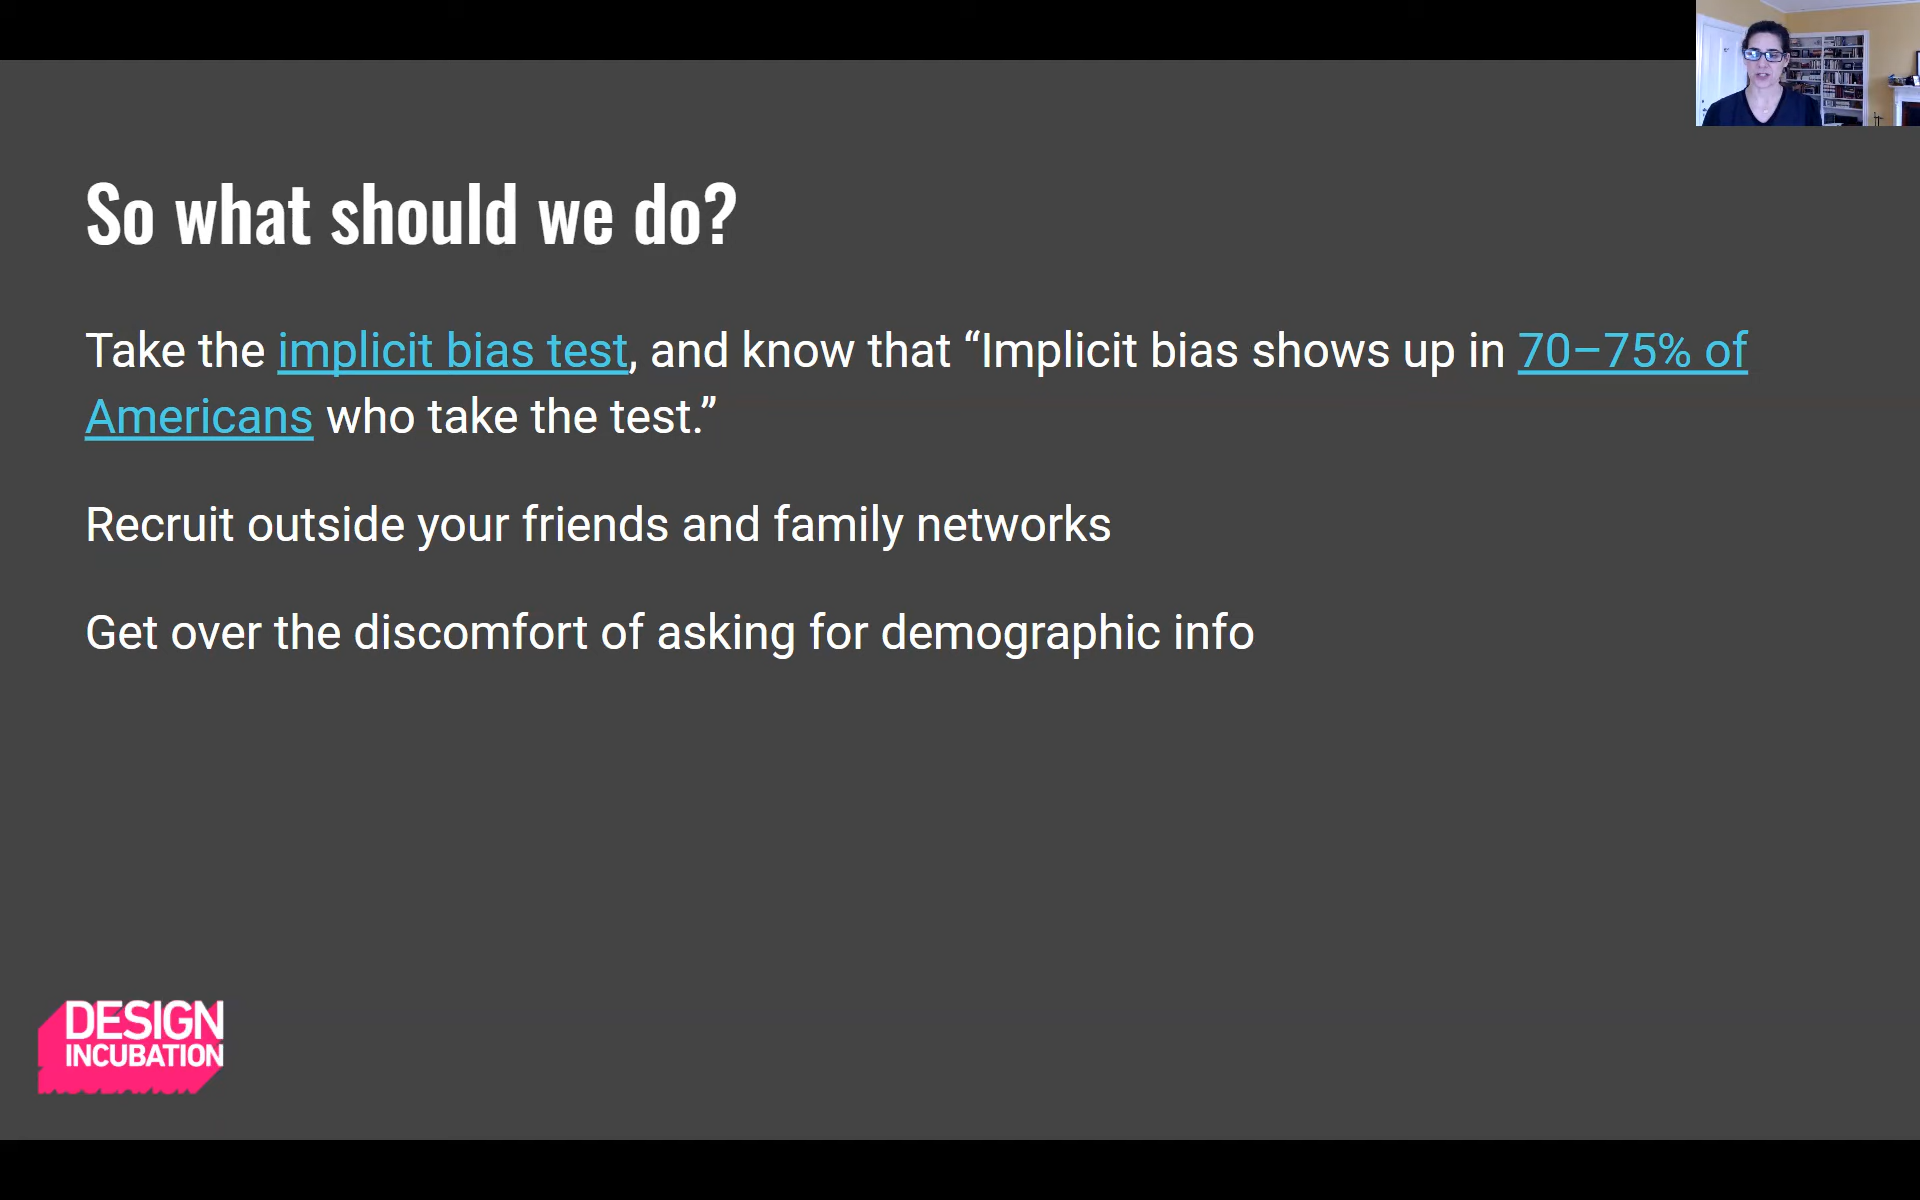 So what should we do?
Take the implicit bias test, and know that “Implicit bias shows up in 70–75% of
Americans who take the test.”
Recruit outside your friends and family networks
Get over the discomfort of asking for demographic info
DESIGN
INCUBATION